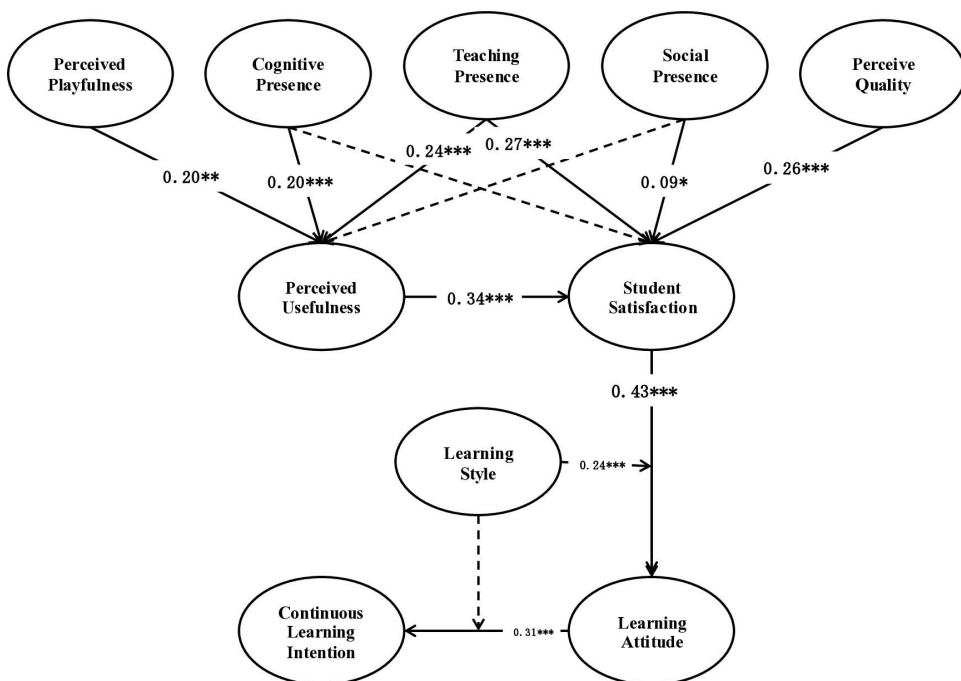 Perceived
Playfulness
Cognitive
Presence
Teaching
Presence
Social
Presence
Perceive
Quality
0.20**
0.20***
0.24***
0.27***
0.09*
0.26***
Perceived
Usefulness
0.34***
Student
Satisfaction
0.43***
Learning
Style
0.24***
Continuous
Learning
Intention
0.31***
Learning
Attitude